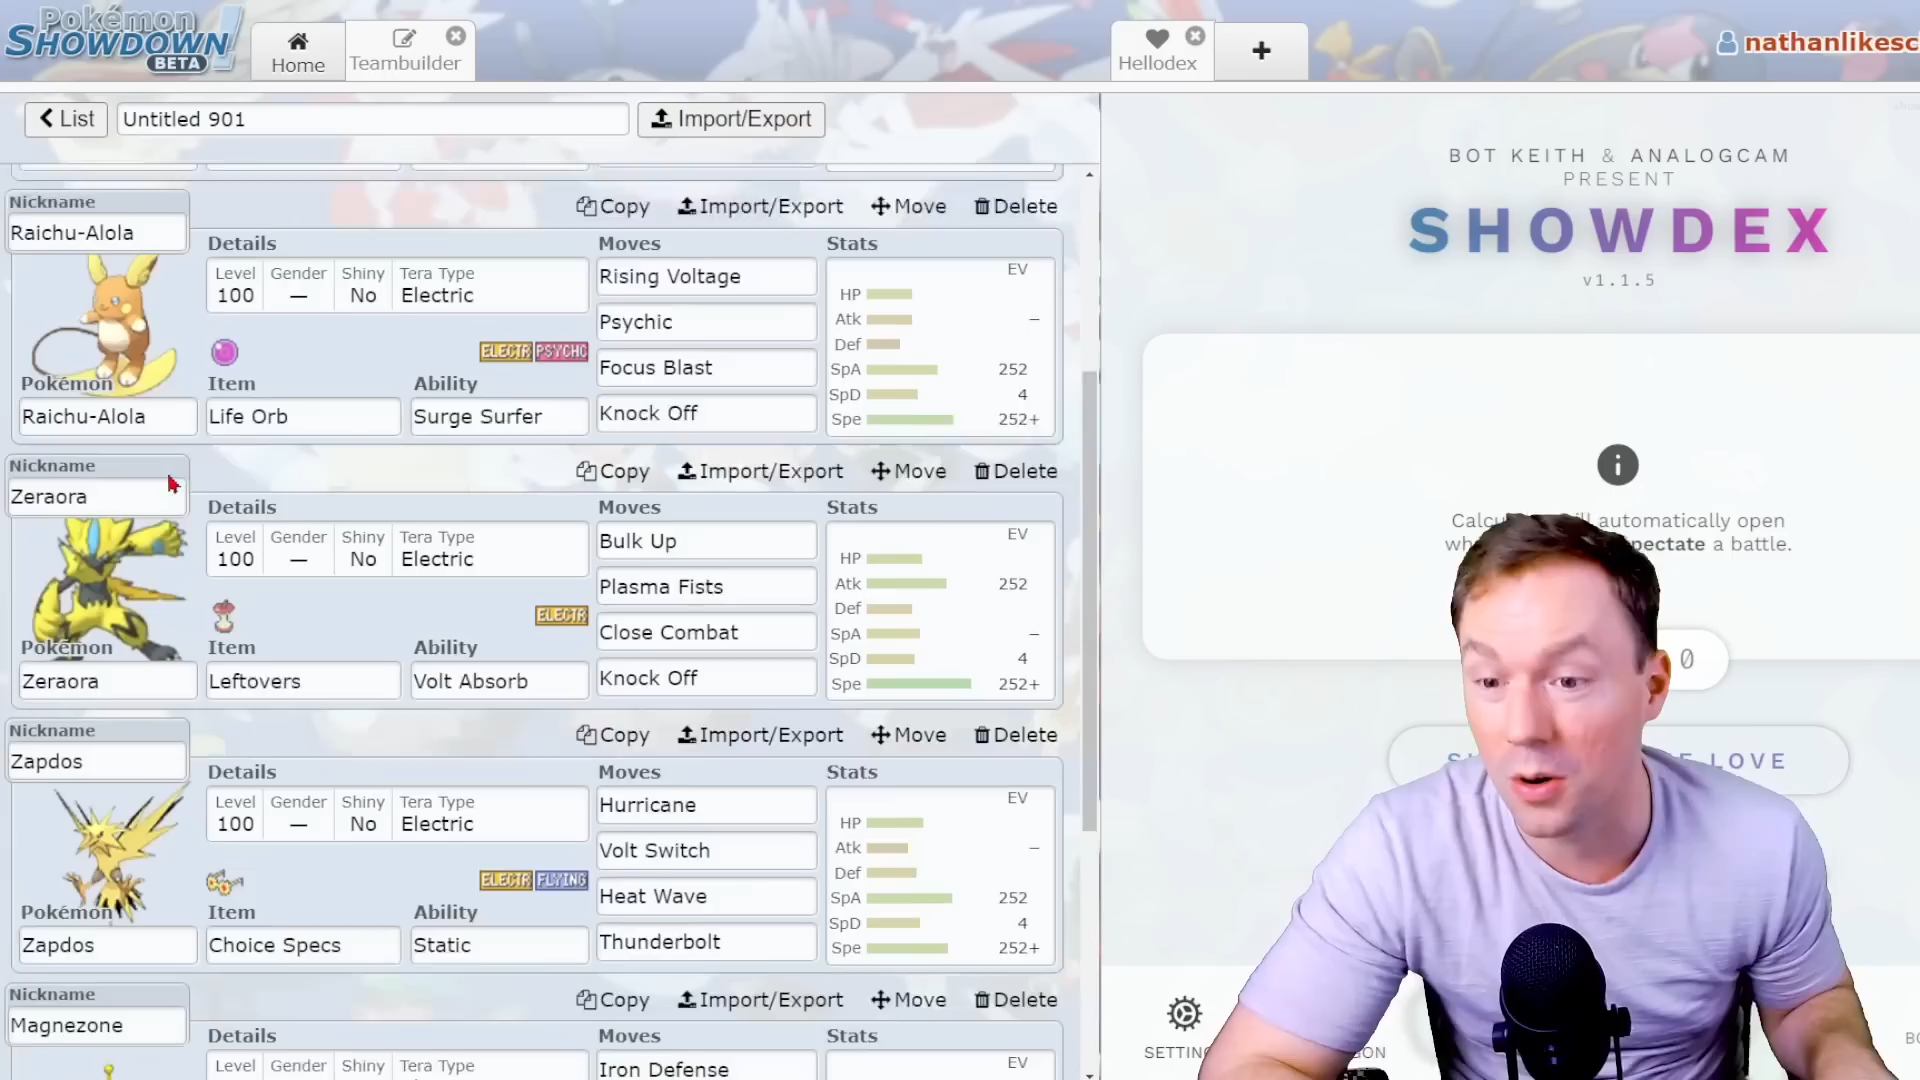 Pokémon
SHOWDOWN!
BETA
Home
Teambuilder
Hellodex
+
nathanlikesc
List
Untitled 901
Import/Export
Nickname
Raichu-Alola
Copy
Import/Export
Move
Delete
Details
Moves
Stats
Level
Gender
Shiny
Tera Type
100
—
No
Electric
Rising Voltage
Psychic
Focus Blast
Knock Off
EV
HP
Atk –
Def
SpA 252
SpD 4
Spe 252+
ELECTR PSYCHC
Pokémon
Item
Ability
Raichu-Alola
Life Orb
Surge Surfer
Nickname
Zeraora
Copy
Import/Export
Move
Delete
Details
Moves
Stats
Level
Gender
Shiny
Tera Type
100
—
No
Electric
Bulk Up
Plasma Fists
Close Combat
Knock Off
EV
HP
Atk 252
Def
SpA –
SpD 4
Spe 252+
ELECTR
Pokémon
Item
Ability
Zeraora
Leftovers
Volt Absorb
Nickname
Zapdos
Copy
Import/Export
Move
Delete
Details
Moves
Stats
Level
Gender
Shiny
Tera Type
100
—
No
Electric
Hurricane
Volt Switch
Heat Wave
Thunderbolt
EV
HP
Atk –
Def
SpA 252
SpD 4
Spe 252+
ELECTR FLYING
Pokémon
Item
Ability
Zapdos
Choice Specs
Static
Nickname
Magnezone
Copy
Import/Export
Move
Delete
Details
Moves
Stats
Level
Gender
Shiny
Tera Type
Iron Defense
EV
BOT KEITH & ANALOGCAM
PRESENT
SHOWDEX
v1.1.5
automatically open
a battle.
0
LOVE
SETTIN